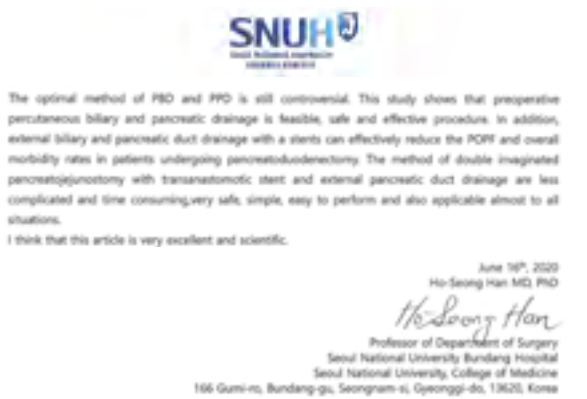 SNUH
The optimal method of PBD and PPD is still controversial. This study shows that preoperative
percutaneous biliary and pancreatic drainage is feasible, safe and effective procedure. In addition,
external biliary and pancreatic duct drainage with a stents can effectively reduce the POPF and overall
morbidity rates in patients undergoing pancreatoduodenectomy. The method of double invaginated
pancreatojejunostomy with transanastomotic stent and external pancreatic duct drainage are less
complicated and time consuming,very safe, simple, easy to perform and also applicable almost to all
situations.
I think that this article is very excellent and scientific.
June 16th, 2020
Ho-Seong Han MD, PhD
Ho-Seong Han
Professor of Department of Surgery
Seoul National University Bundang Hospital
Seoul National University, College of Medicine
166 Gumi-ro, Bundang-gu, Seongnam-si, Gyeonggi-do, 13620, Korea